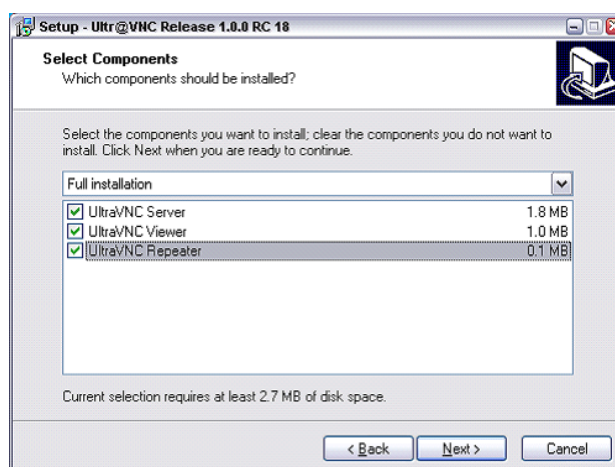 Setup - Ultr@VNC Release 1.0.0 RC 18
Select Components
Which components should be installed?
Select the components you want to install; clear the components you do not want to
install. Click Next when you are ready to continue.
Full installation
UltraVNC Server 1.8 MB
UltraVNC Viewer 1.0 MB
UltraVNC Repeater 0.1 MB
Current selection requires at least 2.7 MB of disk space.
< Back Next > Cancel